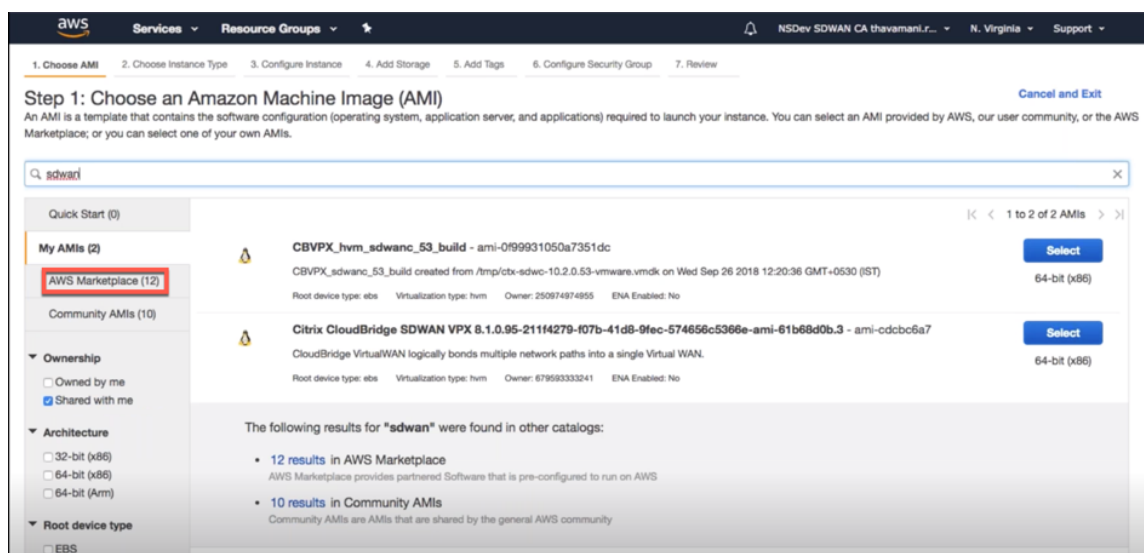 aws Services Resource Groups NSDev SDWAN CA thavamani.r... N. Virginia Support
1. Choose AMI 2. Choose Instance Type 3. Configure Instance 4. Add Storage 5. Add Tags 6. Configure Security Group 7. Review
Step 1: Choose an Amazon Machine Image (AMI)
Cancel and Exit
An AMI is a template that contains the software configuration (operating system, application server, and applications) required to launch your instance. You can select an AMI provided by AWS, our user community, or the AWS
Marketplace; or you can select one of your own AMIs.
sdwan
Quick Start (0)
My AMIs (2)
AWS Marketplace (12)
Community AMIs (10)
Ownership
Owned by me
Shared with me
Architecture
32-bit (x86)
64-bit (x86)
64-bit (Arm)
Root device type
EBS
1 to 2 of 2 AMIs
CBVPX_hvm_sdwanc_53_build - ami-0f99931050a7351dc
CBVPX_sdwanc_53_build created from /tmp/ctx-sdwc-10.2.0.53-vmware.vmdk on Wed Sep 26 2018 12:20:36 GMT+0530 (IST)
Root device type: ebs Virtualization type: hvm Owner: 250974974955 ENA Enabled: No
Select
64-bit (x86)
Citrix CloudBridge SDWAN VPX 8.1.0.95-211f4279-f07b-41d8-9fec-574656c5366e-ami-61b68d0b.3 - ami-cdcbc6a7
CloudBridge VirtualWAN logically bonds multiple network paths into a single Virtual WAN.
Root device type: ebs Virtualization type: hvm Owner: 679593333241 ENA Enabled: No
Select
64-bit (x86)
The following results for "sdwan" were found in other catalogs:
12 results in AWS Marketplace
AWS Marketplace provides partnered Software that is pre-configured to run on AWS
10 results in Community AMIs
Community AMIs are AMIs that are shared by the general AWS community